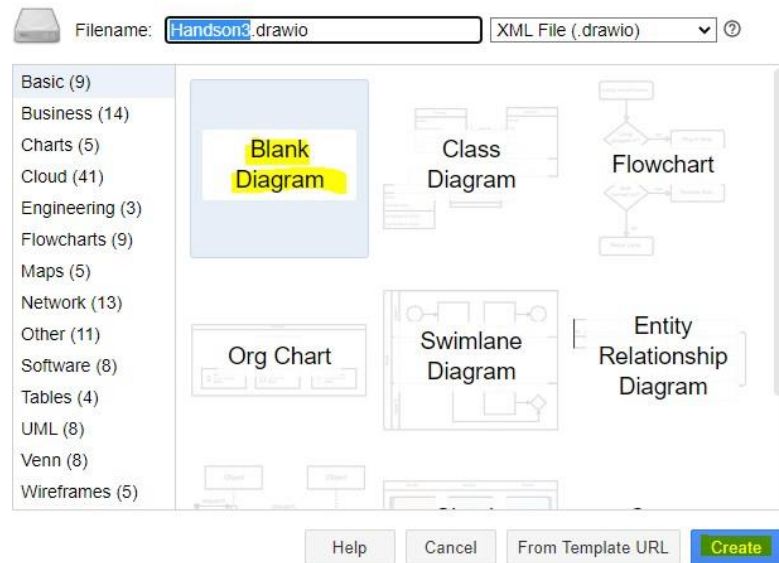 Filename: Handson3.drawio XML File (.drawio)
Basic (9)
Business (14)
Charts (5)
Cloud (41)
Engineering (3)
Flowcharts (9)
Maps (5)
Network (13)
Other (11)
Software (8)
Tables (4)
UML (8)
Venn (8)
Wireframes (5)
Blank
Diagram
Class
Diagram
Flowchart
Org Chart
Swimlane
Diagram
Entity
Relationship
Diagram
Help Cancel From Template URL Create